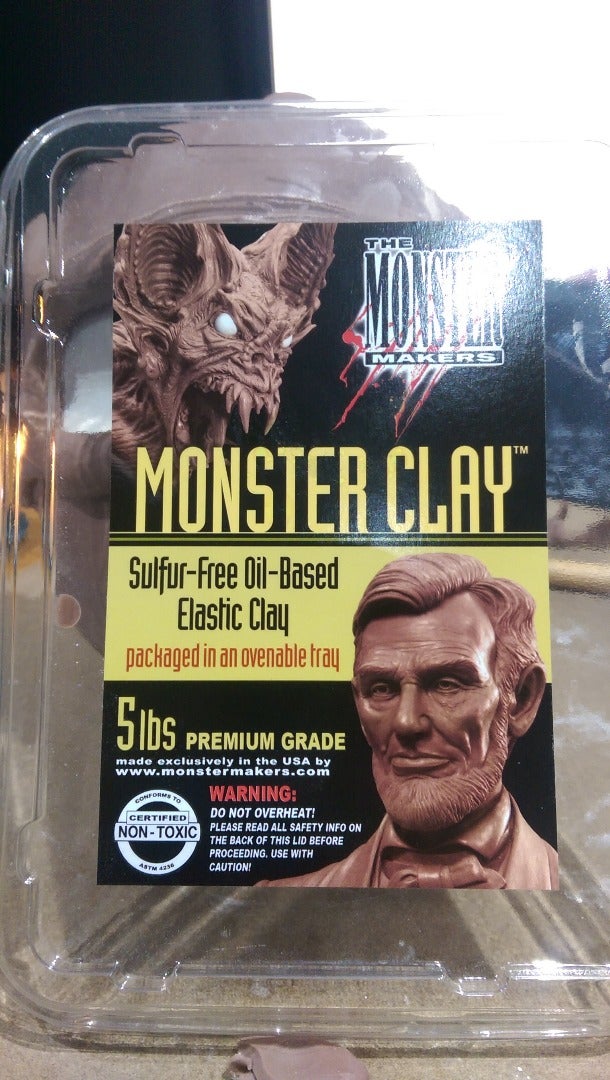 THE
MONSTER
MAKERS
MONSTER CLAY™
Sulfur-Free Oil-Based
Elastic Clay
packaged in an ovenable tray
5 lbs PREMIUM GRADE
made exclusively in the USA by
www.monstermakers.com
CONFORMS TO
CERTIFIED
NON-TOXIC
ASTM 4236
WARNING:
DO NOT OVERHEAT!
PLEASE READ ALL SAFETY INFO ON
THE BACK OF THIS LID BEFORE
PROCEEDING. USE WITH
CAUTION!